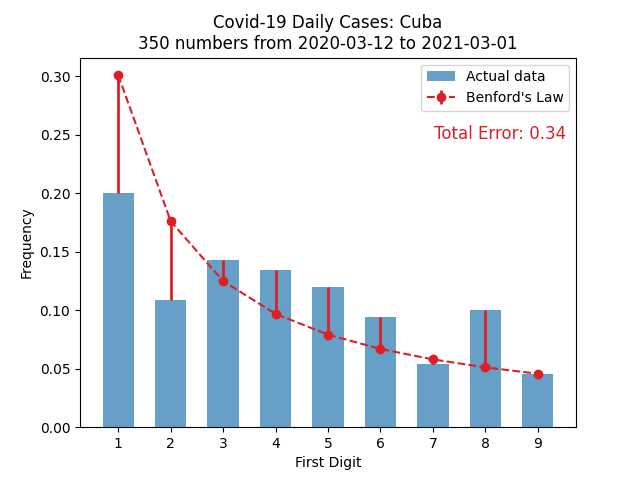 Covid-19 Daily Cases: Cuba
350 numbers from 2020-03-12 to 2021-03-01
Actual data
Benford's Law
Total Error: 0.34
0.30
0.25
0.20
0.15
0.10
0.05
0.00
Frequency
1 2 3 4 5 6 7 8 9
First Digit